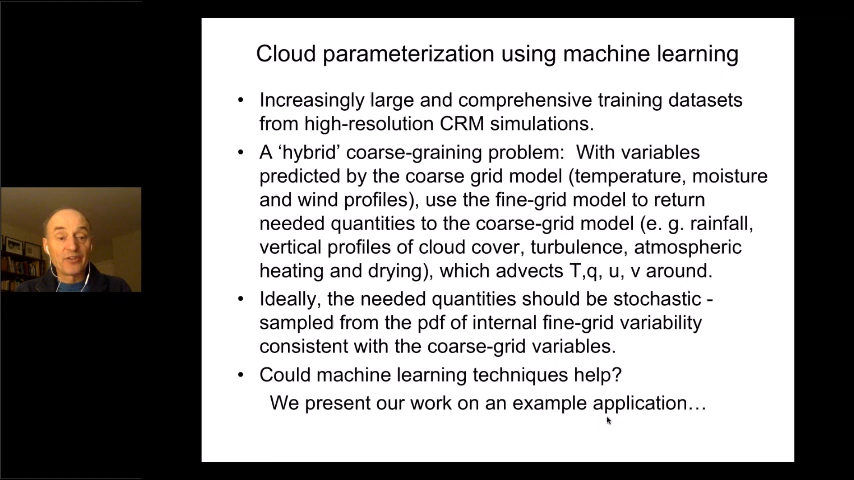 Cloud parameterization using machine learning
• Increasingly large and comprehensive training datasets
from high-resolution CRM simulations.
• A 'hybrid' coarse-graining problem: With variables
predicted by the coarse grid model (temperature, moisture
and wind profiles), use the fine-grid model to return
needed quantities to the coarse-grid model (e. g. rainfall,
vertical profiles of cloud cover, turbulence, atmospheric
heating and drying), which advects T,q, u, v around.
• Ideally, the needed quantities should be stochastic -
sampled from the pdf of internal fine-grid variability
consistent with the coarse-grid variables.
• Could machine learning techniques help?
We present our work on an example application…